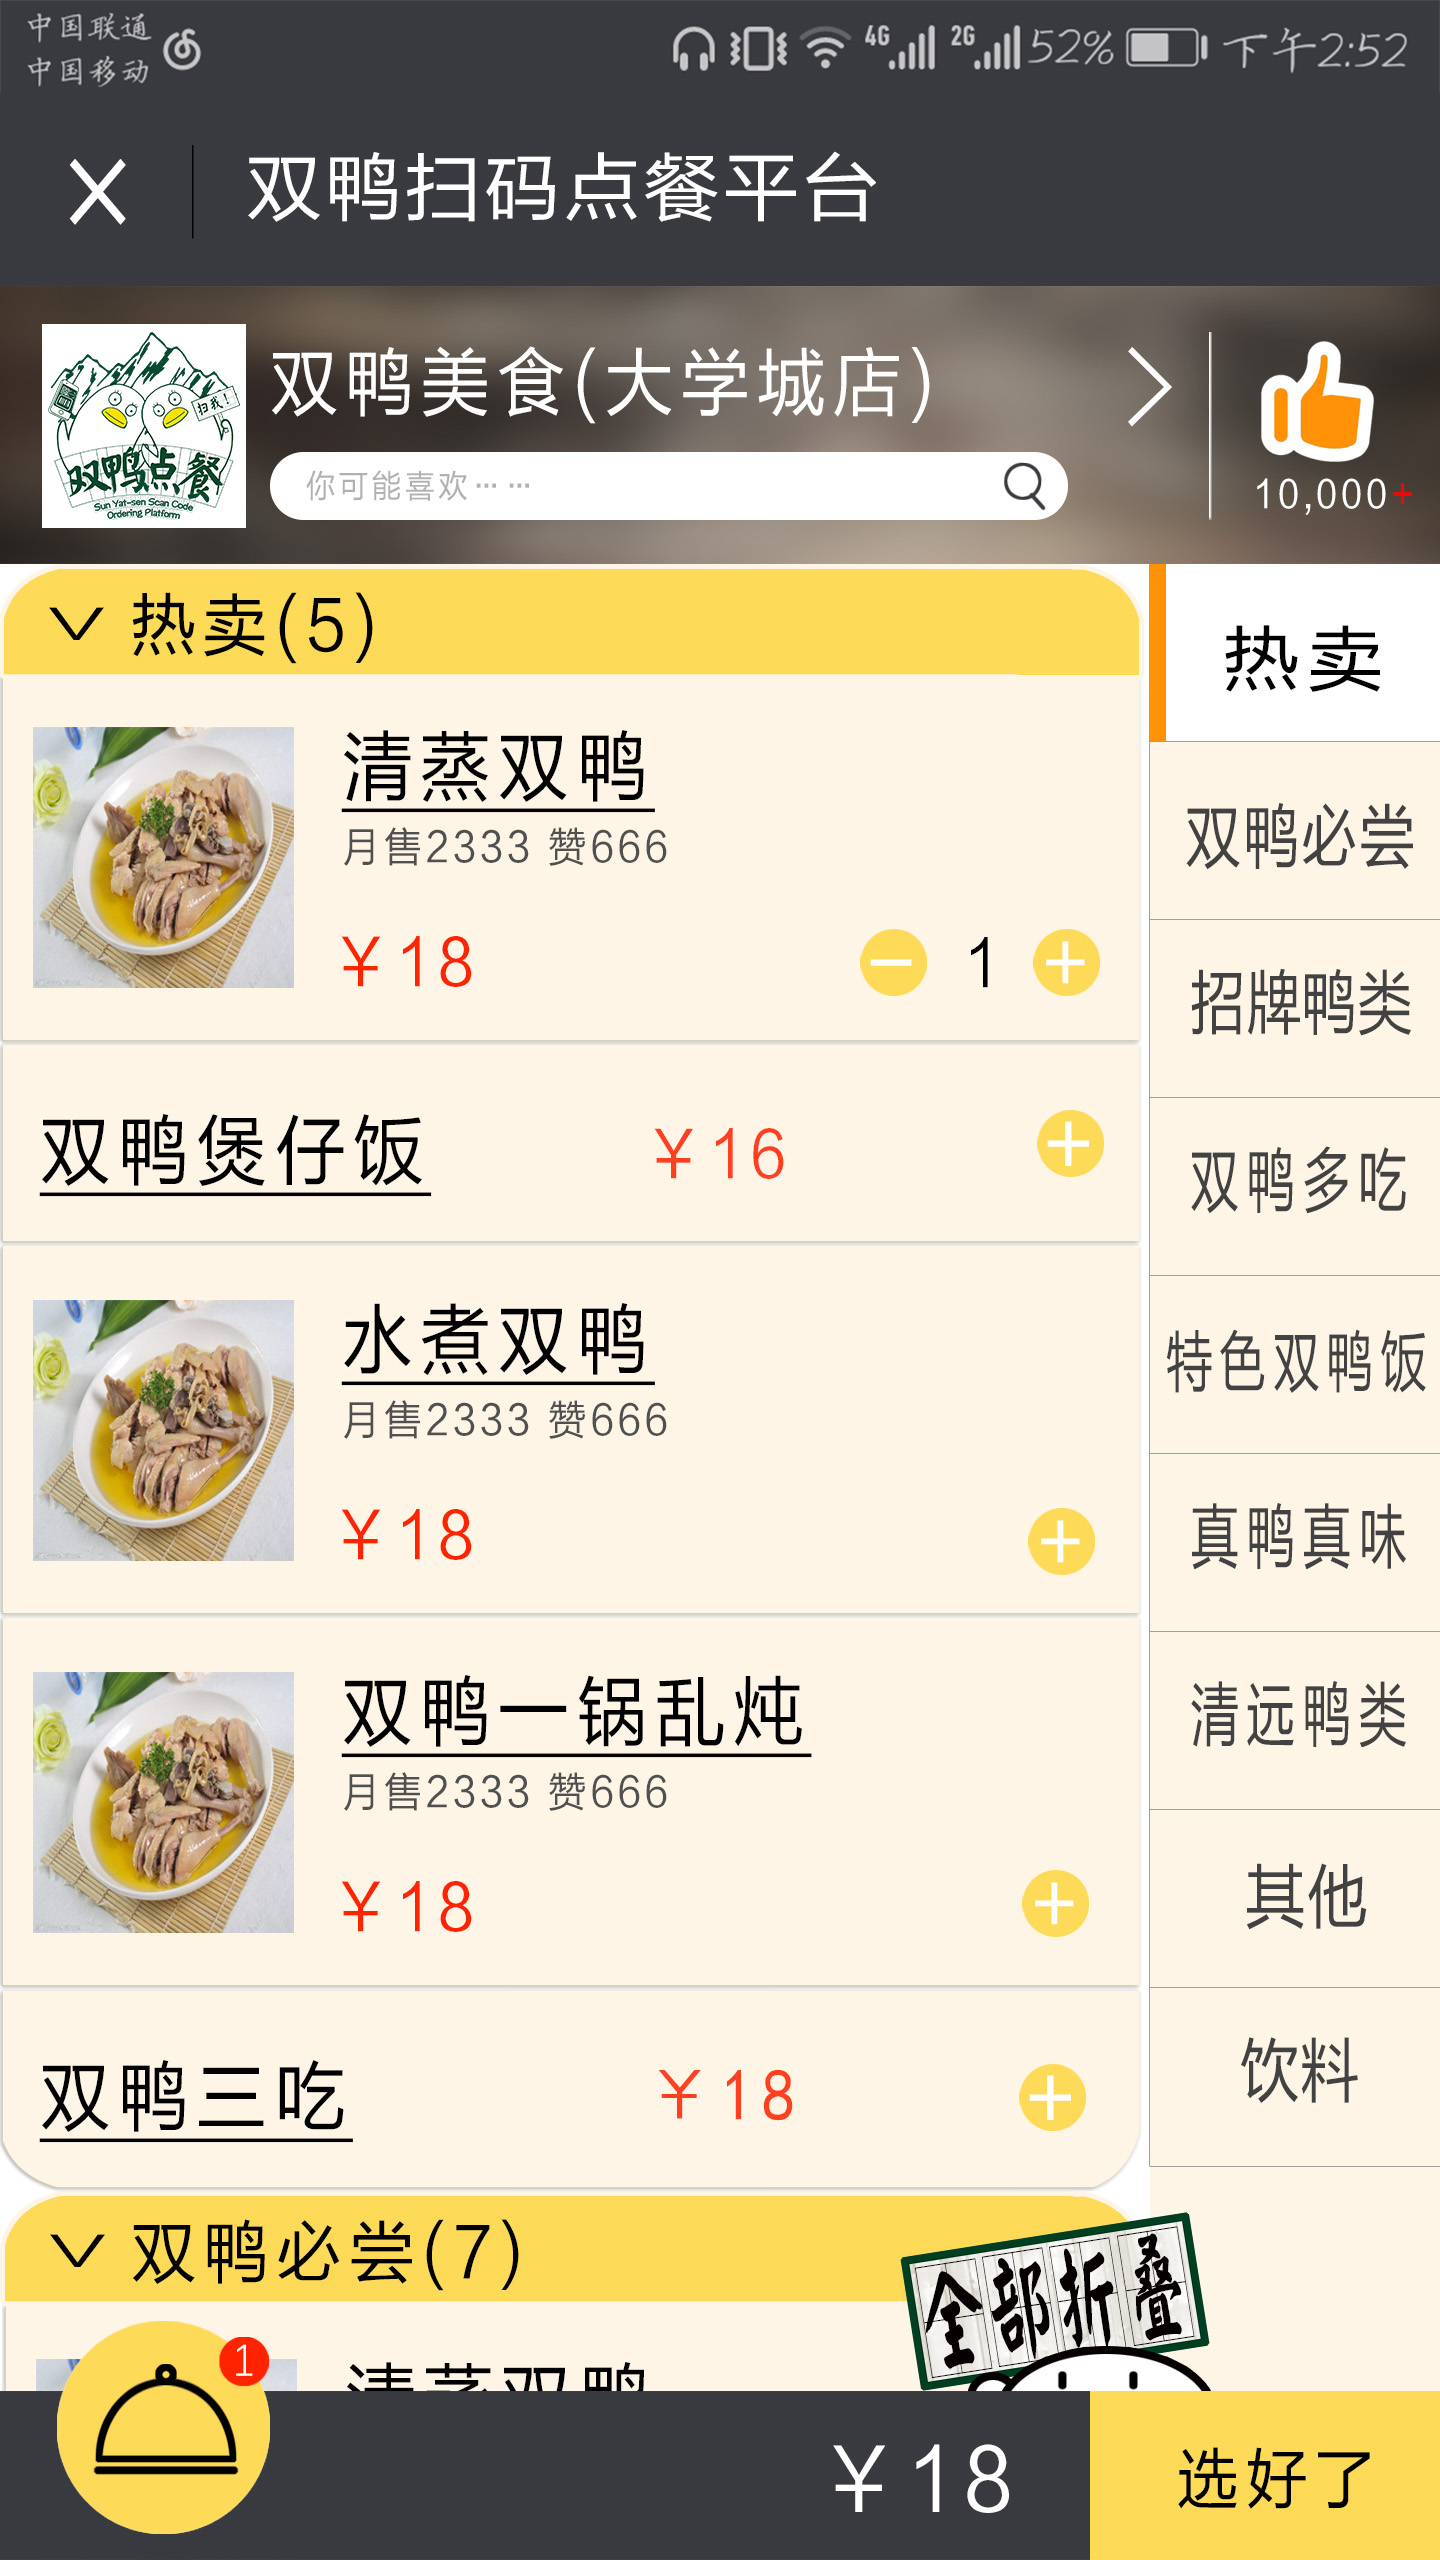 中国联通
中国移动
4G 2G 52% 下午2:52
双鸭扫码点餐平台
双鸭美食(大学城店)
你可能喜欢……
10,000+
扫我!
双鸭点餐
Sun Yat-sen Scan Code
Ordering Platform
热卖(5)
清蒸双鸭
月售2333 赞666
¥18
1
双鸭煲仔饭
¥16
水煮双鸭
月售2333 赞666
¥18
双鸭一锅乱炖
月售2333 赞666
¥18
双鸭三吃
¥18
双鸭必尝(7)
清蒸双鸭
热卖
双鸭必尝
招牌鸭类
双鸭多吃
特色双鸭饭
真鸭真味
清远鸭类
其他
饮料
全部折叠
1
¥18
选好了